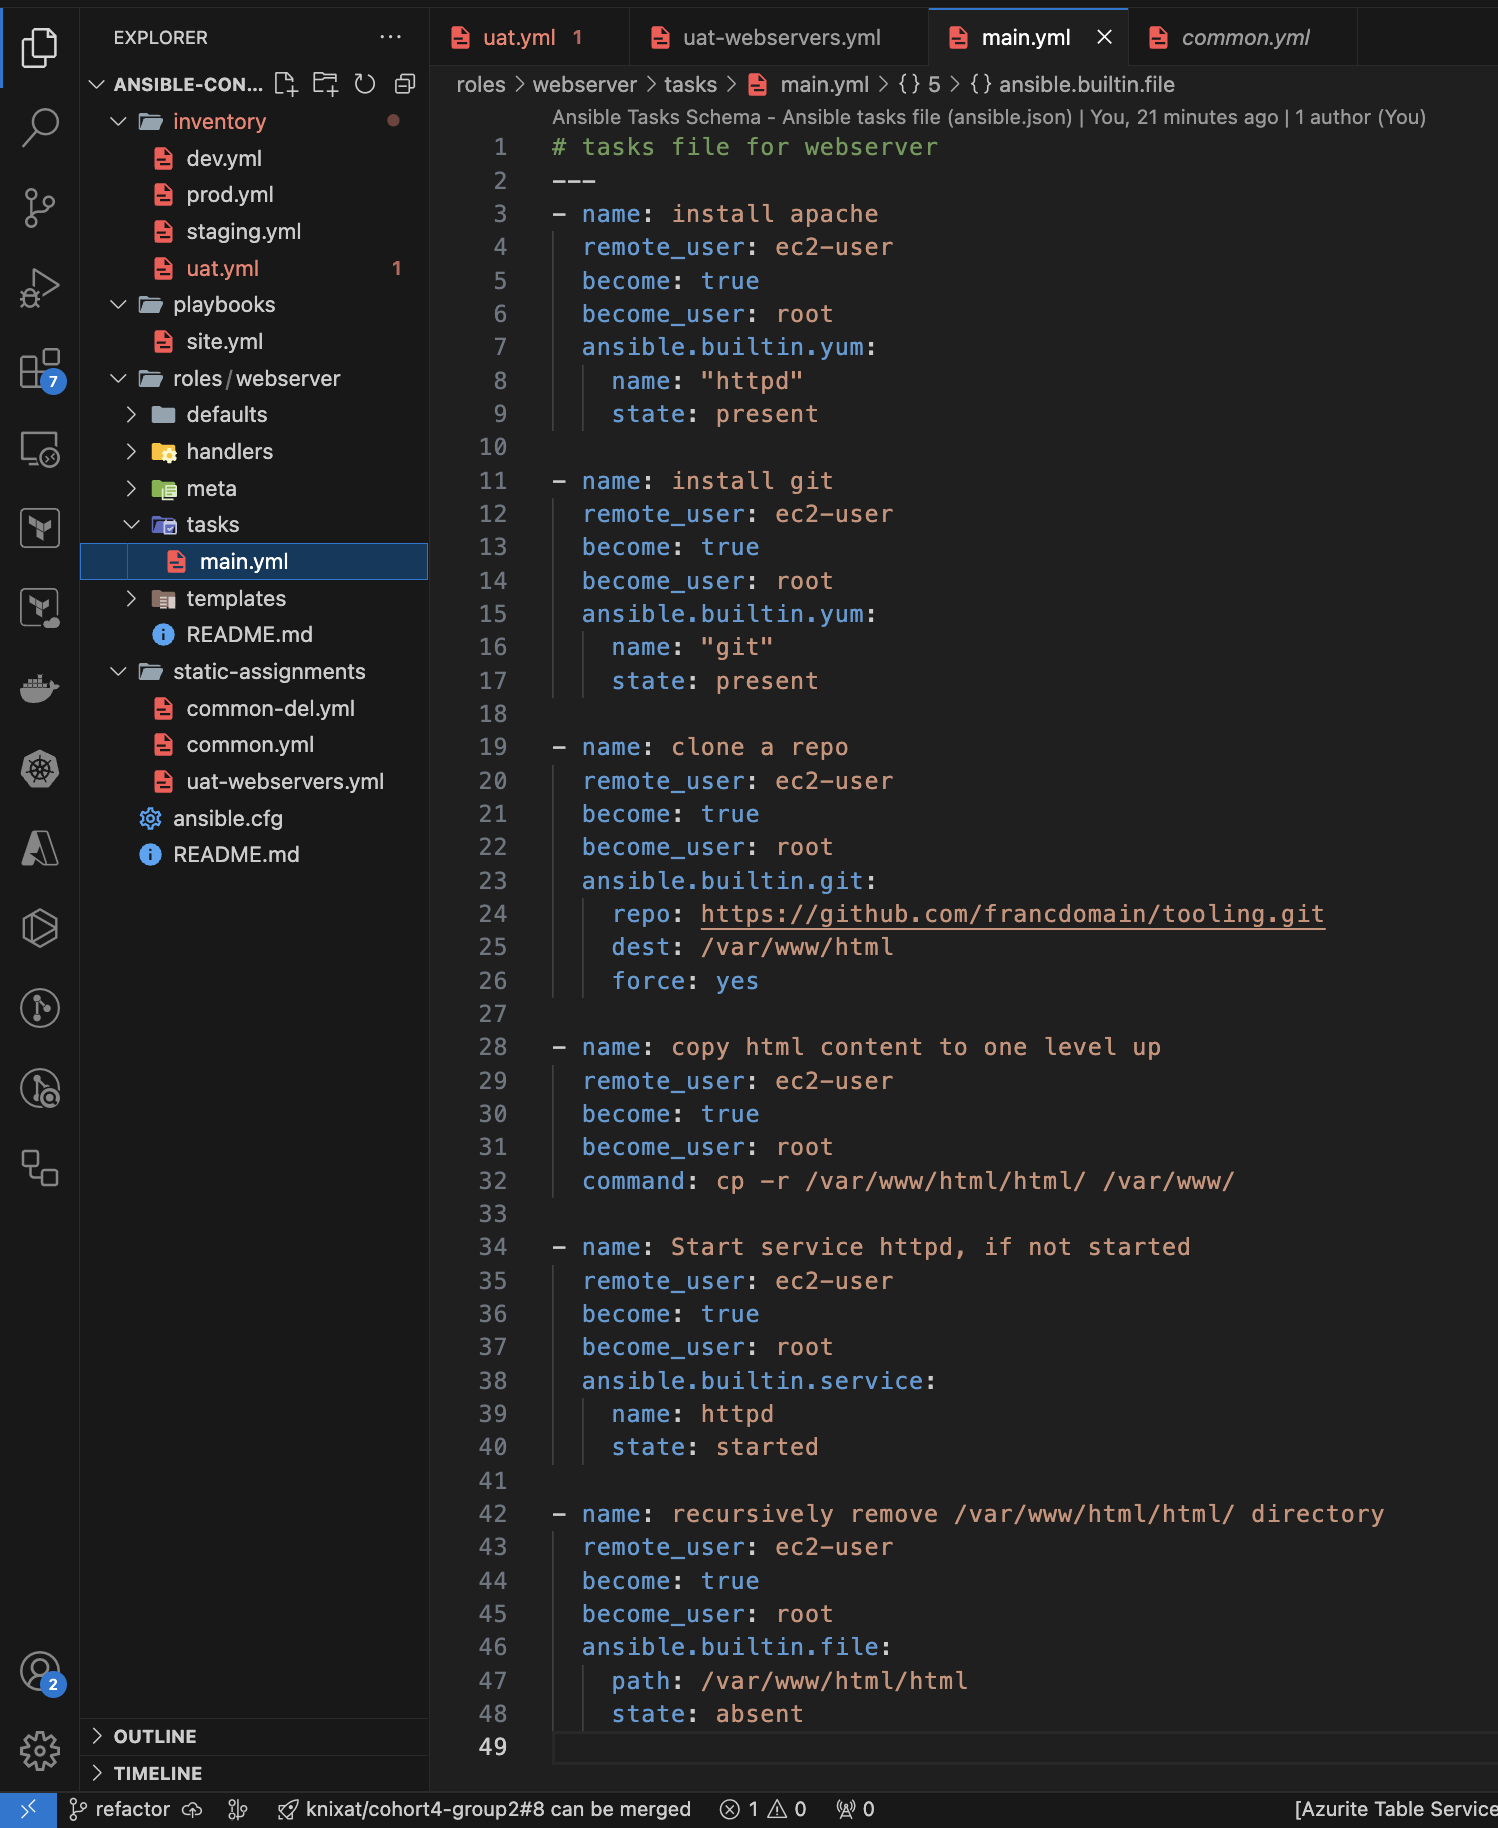 EXPLORER
ANSIBLE-CON...
inventory
dev.yml
prod.yml
staging.yml
uat.yml 1
playbooks
site.yml
roles/webserver
defaults
handlers
meta
tasks
main.yml
templates
README.md
static-assignments
common-del.yml
common.yml
uat-webservers.yml
ansible.cfg
README.md
OUTLINE
TIMELINE
7
2
uat.yml 1 uat-webservers.yml main.yml common.yml
roles > webserver > tasks > main.yml > {} 5 > {} ansible.builtin.file
Ansible Tasks Schema - Ansible tasks file (ansible.json) | You, 21 minutes ago | 1 author (You)
1 # tasks file for webserver
2 ---
3 - name: install apache
4 remote_user: ec2-user
5 become: true
6 become_user: root
7 ansible.builtin.yum:
8 name: "httpd"
9 state: present
10
11 - name: install git
12 remote_user: ec2-user
13 become: true
14 become_user: root
15 ansible.builtin.yum:
16 name: "git"
17 state: present
18
19 - name: clone a repo
20 remote_user: ec2-user
21 become: true
22 become_user: root
23 ansible.builtin.git:
24 repo: https://github.com/francdomain/tooling.git
25 dest: /var/www/html
26 force: yes
27
28 - name: copy html content to one level up
29 remote_user: ec2-user
30 become: true
31 become_user: root
32 command: cp -r /var/www/html/html/ /var/www/
33
34 - name: Start service httpd, if not started
35 remote_user: ec2-user
36 become: true
37 become_user: root
38 ansible.builtin.service:
39 name: httpd
40 state: started
41
42 - name: recursively remove /var/www/html/html/ directory
43 remote_user: ec2-user
44 become: true
45 become_user: root
46 ansible.builtin.file:
47 path: /var/www/html/html
48 state: absent
49
refactor knixat/cohort4-group2#8 can be merged 1 0 0 [Azurite Table Service